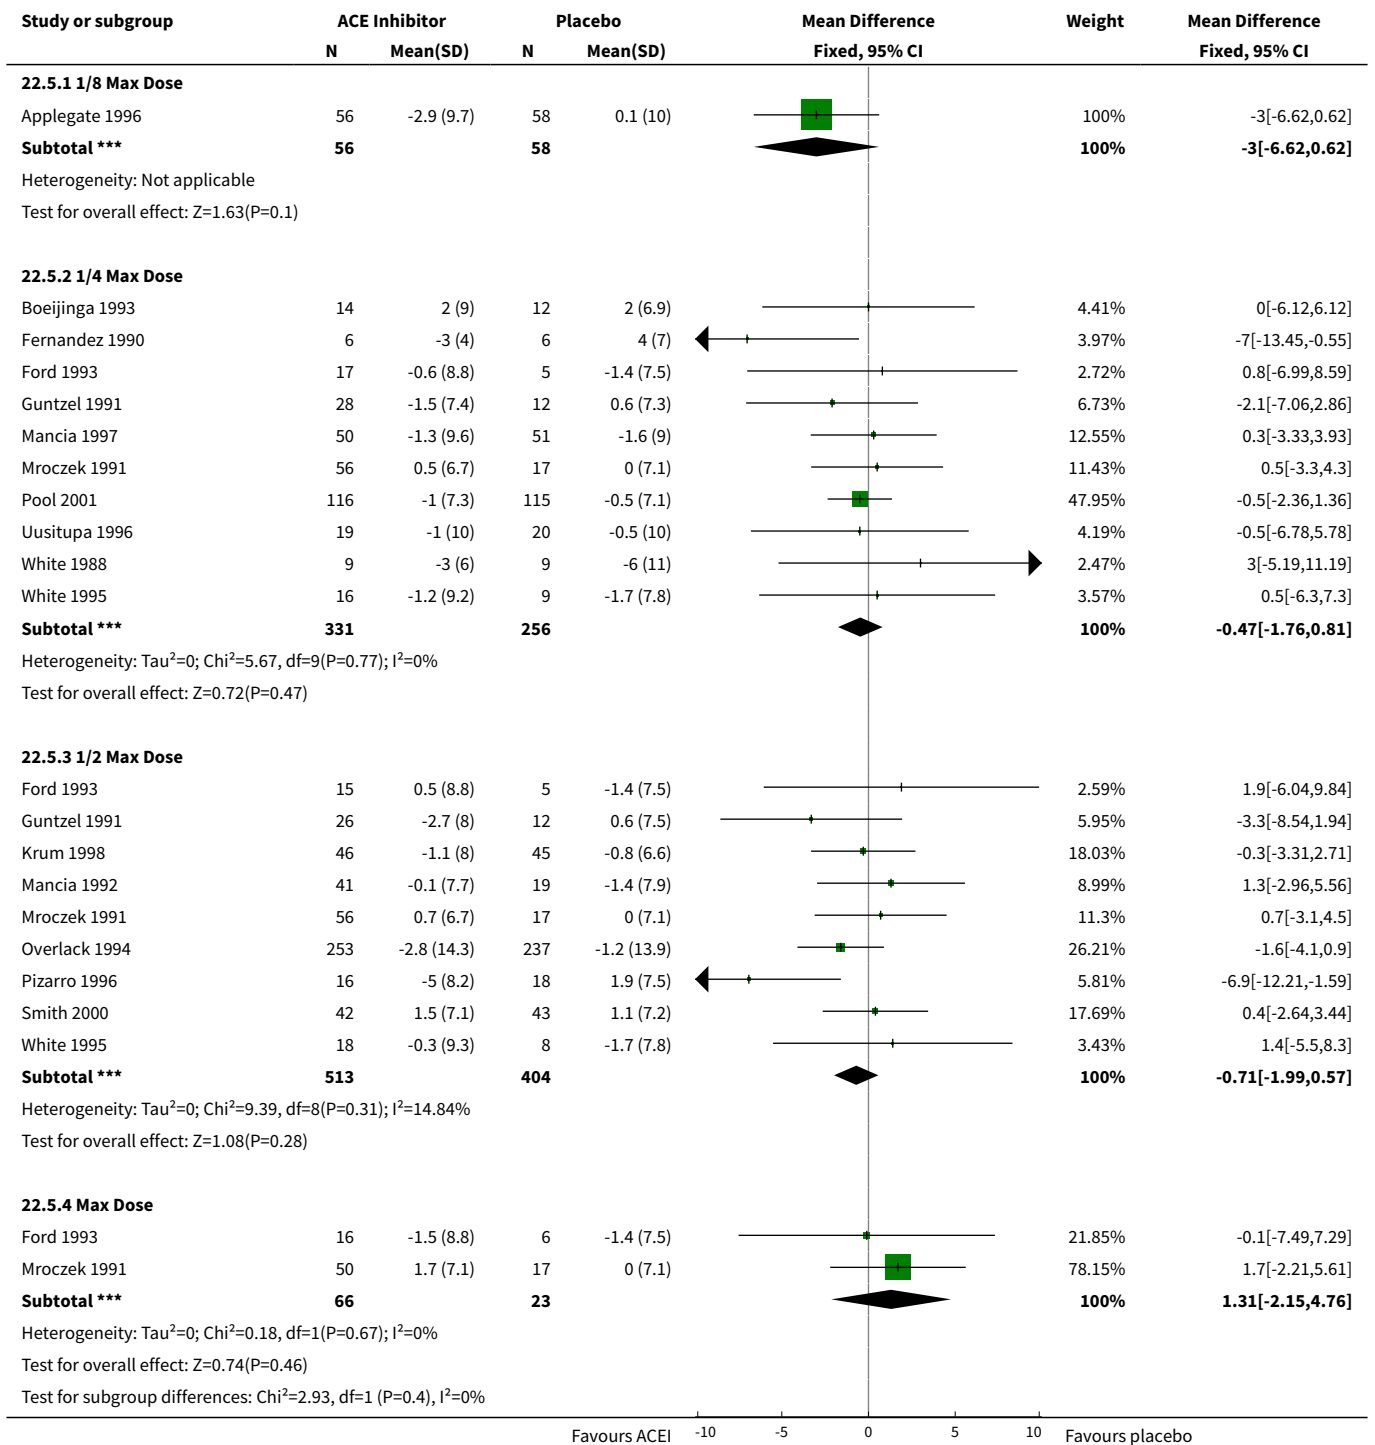 Study or subgroup ACE Inhibitor Placebo Mean Difference Weight Mean Difference
N Mean(SD) N Mean(SD) Fixed, 95% CI Fixed, 95% CI
22.5.1 1/8 Max Dose
Applegate 1996 56 -2.9 (9.7) 58 0.1 (10) 100% -3[-6.62,0.62]
Subtotal *** 56 58 100% -3[-6.62,0.62]
Heterogeneity: Not applicable
Test for overall effect: Z=1.63(P=0.1)
22.5.2 1/4 Max Dose
Boeijinga 1993 14 2 (9) 12 2 (6.9) 4.41% 0[-6.12,6.12]
Fernandez 1990 6 -3 (4) 6 4 (7) 3.97% -7[-13.45,-0.55]
Ford 1993 17 -0.6 (8.8) 5 -1.4 (7.5) 2.72% 0.8[-6.99,8.59]
Guntzel 1991 28 -1.5 (7.4) 12 0.6 (7.3) 6.73% -2.1[-7.06,2.86]
Mancia 1997 50 -1.3 (9.6) 51 -1.6 (9) 12.55% 0.3[-3.33,3.93]
Mroczek 1991 56 0.5 (6.7) 17 0 (7.1) 11.43% 0.5[-3.3,4.3]
Pool 2001 116 -1 (7.3) 115 -0.5 (7.1) 47.95% -0.5[-2.36,1.36]
Uusitupa 1996 19 -1 (10) 20 -0.5 (10) 4.19% -0.5[-6.78,5.78]
White 1988 9 -3 (6) 9 -6 (11) 2.47% 3[-5.19,11.19]
White 1995 16 -1.2 (9.2) 9 -1.7 (7.8) 3.57% 0.5[-6.3,7.3]
Subtotal *** 331 256 100% -0.47[-1.76,0.81]
Heterogeneity: Tau²=0; Chi²=5.67, df=9(P=0.77); I²=0%
Test for overall effect: Z=0.72(P=0.47)
22.5.3 1/2 Max Dose
Ford 1993 15 0.5 (8.8) 5 -1.4 (7.5) 2.59% 1.9[-6.04,9.84]
Guntzel 1991 26 -2.7 (8) 12 0.6 (7.5) 5.95% -3.3[-8.54,1.94]
Krum 1998 46 -1.1 (8) 45 -0.8 (6.6) 18.03% -0.3[-3.31,2.71]
Mancia 1992 41 -0.1 (7.7) 19 -1.4 (7.9) 8.99% 1.3[-2.96,5.56]
Mroczek 1991 56 0.7 (6.7) 17 0 (7.1) 11.3% 0.7[-3.1,4.5]
Overlack 1994 253 -2.8 (14.3) 237 -1.2 (13.9) 26.21% -1.6[-4.1,0.9]
Pizarro 1996 16 -5 (8.2) 18 1.9 (7.5) 5.81% -6.9[-12.21,-1.59]
Smith 2000 42 1.5 (7.1) 43 1.1 (7.2) 17.69% 0.4[-2.64,3.44]
White 1995 18 -0.3 (9.3) 8 -1.7 (7.8) 3.43% 1.4[-5.5,8.3]
Subtotal *** 513 404 100% -0.71[-1.99,0.57]
Heterogeneity: Tau²=0; Chi²=9.39, df=8(P=0.31); I²=14.84%
Test for overall effect: Z=1.08(P=0.28)
22.5.4 Max Dose
Ford 1993 16 -1.5 (8.8) 6 -1.4 (7.5) 21.85% -0.1[-7.49,7.29]
Mroczek 1991 50 1.7 (7.1) 17 0 (7.1) 78.15% 1.7[-2.21,5.61]
Subtotal *** 66 23 100% 1.31[-2.15,4.76]
Heterogeneity: Tau²=0; Chi²=0.18, df=1(P=0.67); I²=0%
Test for overall effect: Z=0.74(P=0.46)
Test for subgroup differences: Chi²=2.93, df=1 (P=0.4), I²=0%
Favours ACEI -10 -5 0 5 10 Favours placebo